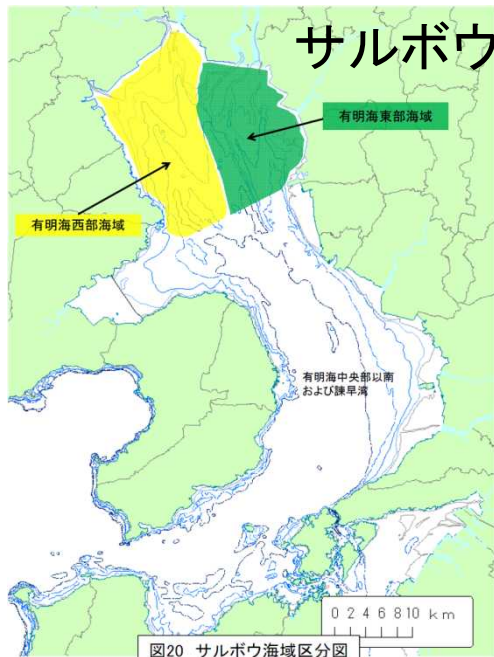 サルボウ
有明海東部海域
有明海西部海域
有明海中央部以南
および諫早湾
0 2 4 6 8 10 km
図20 サルボウ海域区分図